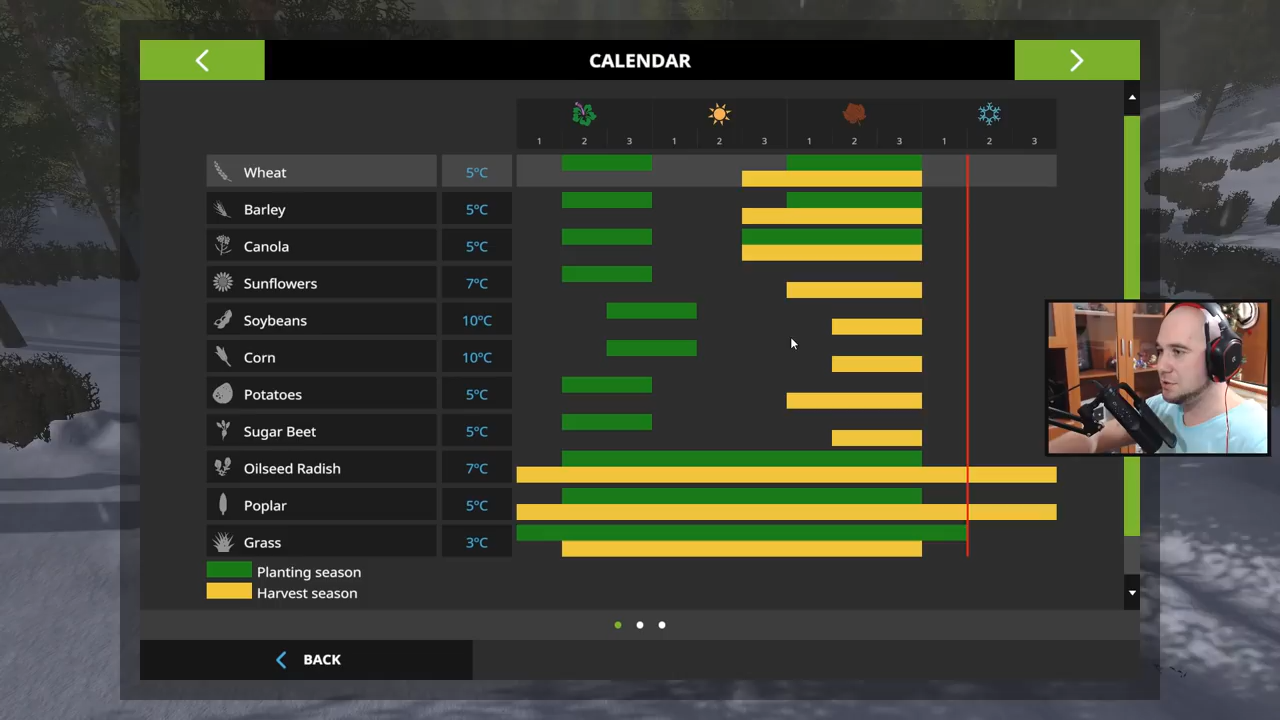 CALENDAR
1 2 3 1 2 3 1 2 3 1 2 3
Wheat 5°C
Barley 5°C
Canola 5°C
Sunflowers 7°C
Soybeans 10°C
Corn 10°C
Potatoes 5°C
Sugar Beet 5°C
Oilseed Radish 7°C
Poplar 5°C
Grass 3°C
Planting season
Harvest season
BACK